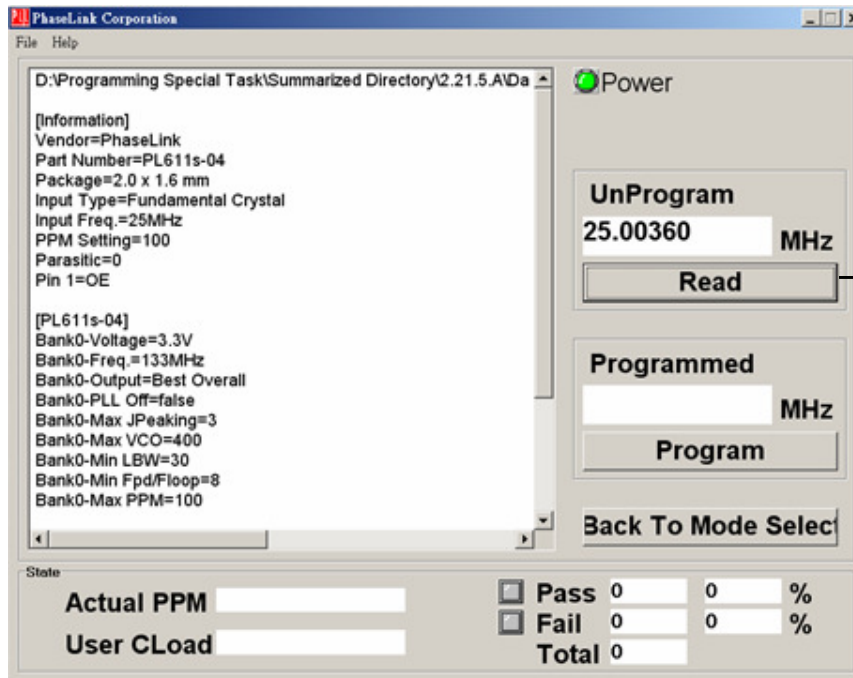 PhaseLink Corporation
File Help
D:\Programming Special Task\Summarized Directory\2.21.5.A\Da
[Information]
Vendor=PhaseLink
Part Number=PL611s-04
Package=2.0 x 1.6 mm
Input Type=Fundamental Crystal
Input Freq.=25MHz
PPM Setting=100
Parasitic=0
Pin 1=OE
[PL611s-04]
Bank0-Voltage=3.3V
Bank0-Freq.=133MHz
Bank0-Output=Best Overall
Bank0-PLL Off=false
Bank0-Max JPeaking=3
Bank0-Max VCO=400
Bank0-Min LBW=30
Bank0-Min Fpd/Floop=8
Bank0-Max PPM=100
Power
UnProgram
25.00360 MHz
Read
Programmed
MHz
Program
Back To Mode Select
State
Actual PPM
User CLoad
Pass 0 0 %
Fail 0 0 %
Total 0